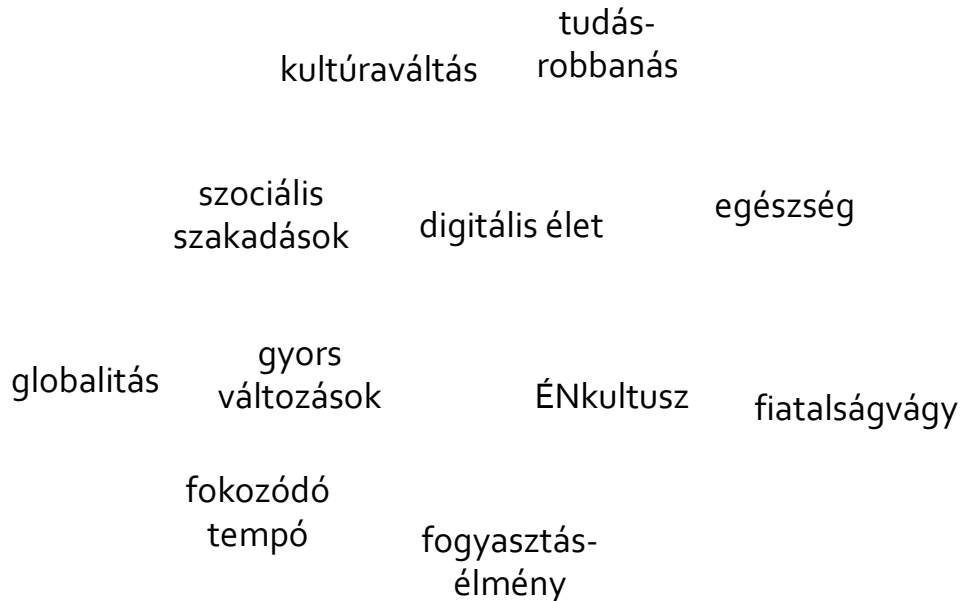 tudás-
robbanás
kultúraváltás
szociális
szakadások
digitális élet
egészség
globalitás
gyors
változások
ÉNkultusz
fiatalságvágy
fokozódó
tempó
fogyasztás-
élmény